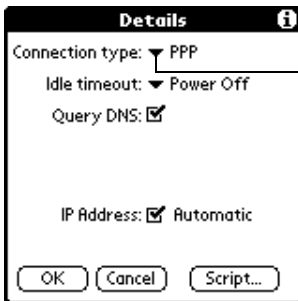 Details
Connection type: PPP
Idle timeout: Power Off
Query DNS:
IP Address: Automatic
OK Cancel Script...